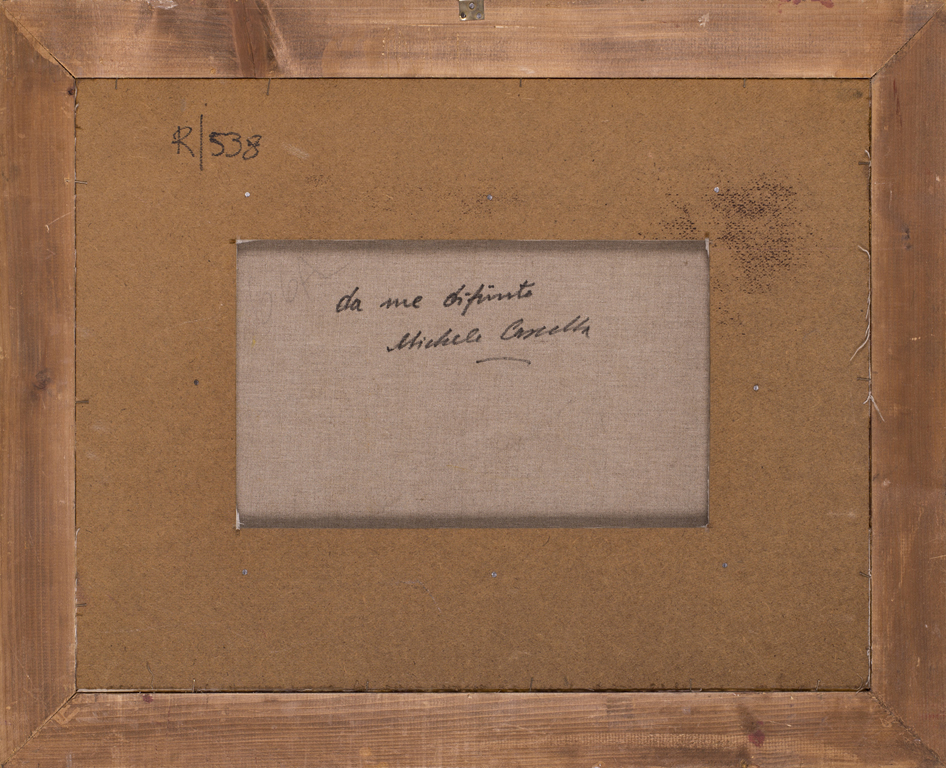 R|538
da me dipinto
Michele Cascella